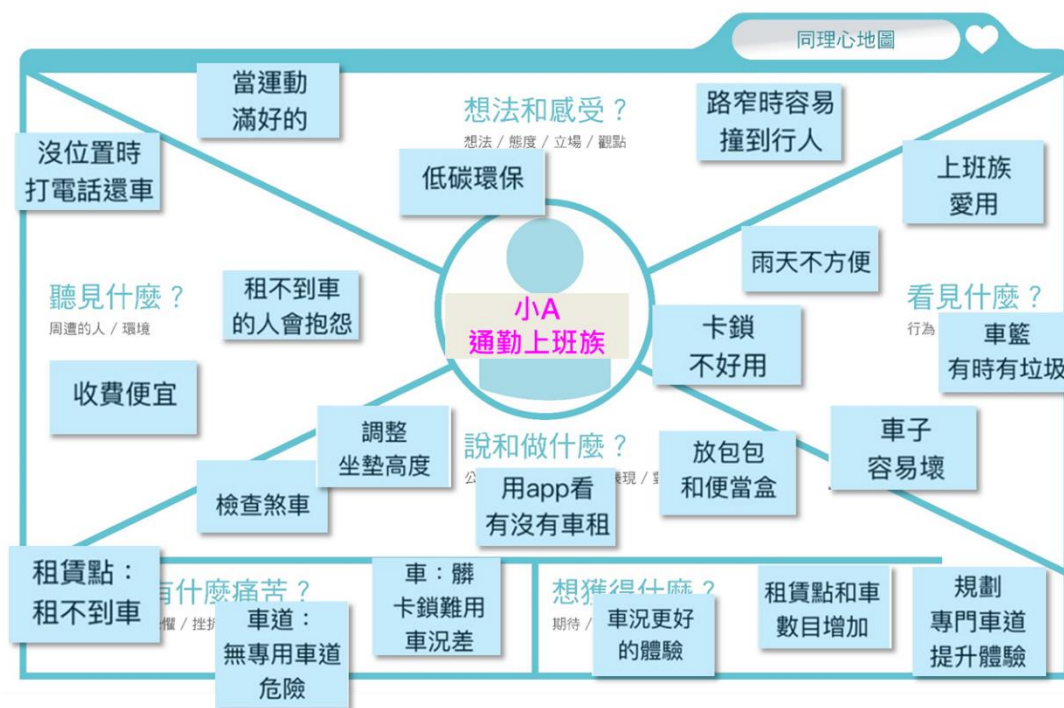 同理心地圖
當運動
滿好的
想法和感受？
想法 / 態度 / 立場 / 觀點
路窄時容易
撞到行人
沒位置時
打電話還車
低碳環保
上班族
愛用
雨天不方便
聽見什麼？
周遭的人 / 環境
租不到車
的人會抱怨
小A
通勤上班族
卡鎖
不好用
看見什麼？
行為
車籃
有時有垃圾
收費便宜
調整
坐墊高度
說和做什麼？
公
現 /
用app看
有沒有車租
放包包
和便當盒
車子
容易壞
檢查煞車
租賃點：
租不到車
有什麼痛苦？
懼 / 挫折
車道：
無專用車道
危險
車：髒
卡鎖難用
車況差
想獲得什麼？
期待 /
車況更好
的體驗
租賃點和車
數目增加
規劃
專門車道
提升體驗